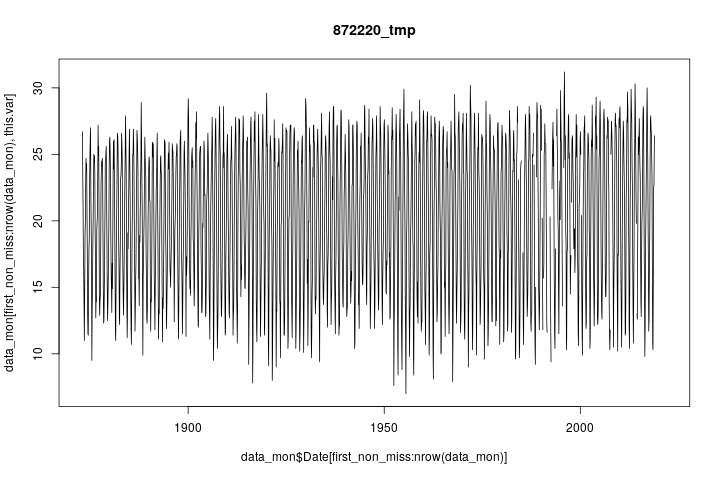 872220_tmp
data_mon[first_non_miss:nrow(data_mon), this.var]
30
25
20
15
10
1900
1950
2000
data_mon$Date[first_non_miss:nrow(data_mon)]